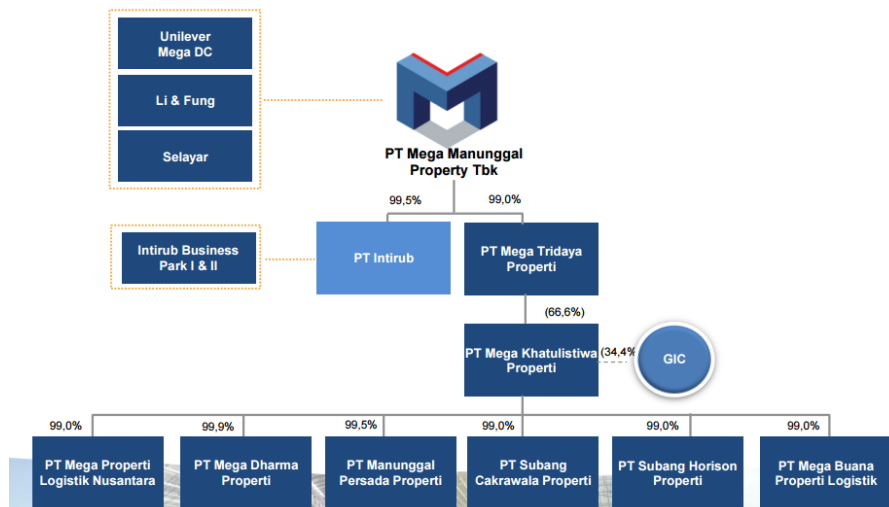 Unilever
Mega DC
Li & Fung
Selayar
PT Mega Manunggal
Property Tbk
99,5%
99,0%
Intirub Business
Park I & II
PT Intirub
PT Mega Tridaya
Properti
(66,6%)
PT Mega Khatulistiwa
Properti
(34,4%
GIC
99,0%
99,9%
99,5%
99,0%
99,0%
99,0%
PT Mega Properti
Logistik Nusantara
PT Mega Dharma
Properti
PT Manunggal
Persada Properti
PT Subang
Cakrawala Properti
PT Subang Horison
Properti
PT Mega Buana
Properti Logistik